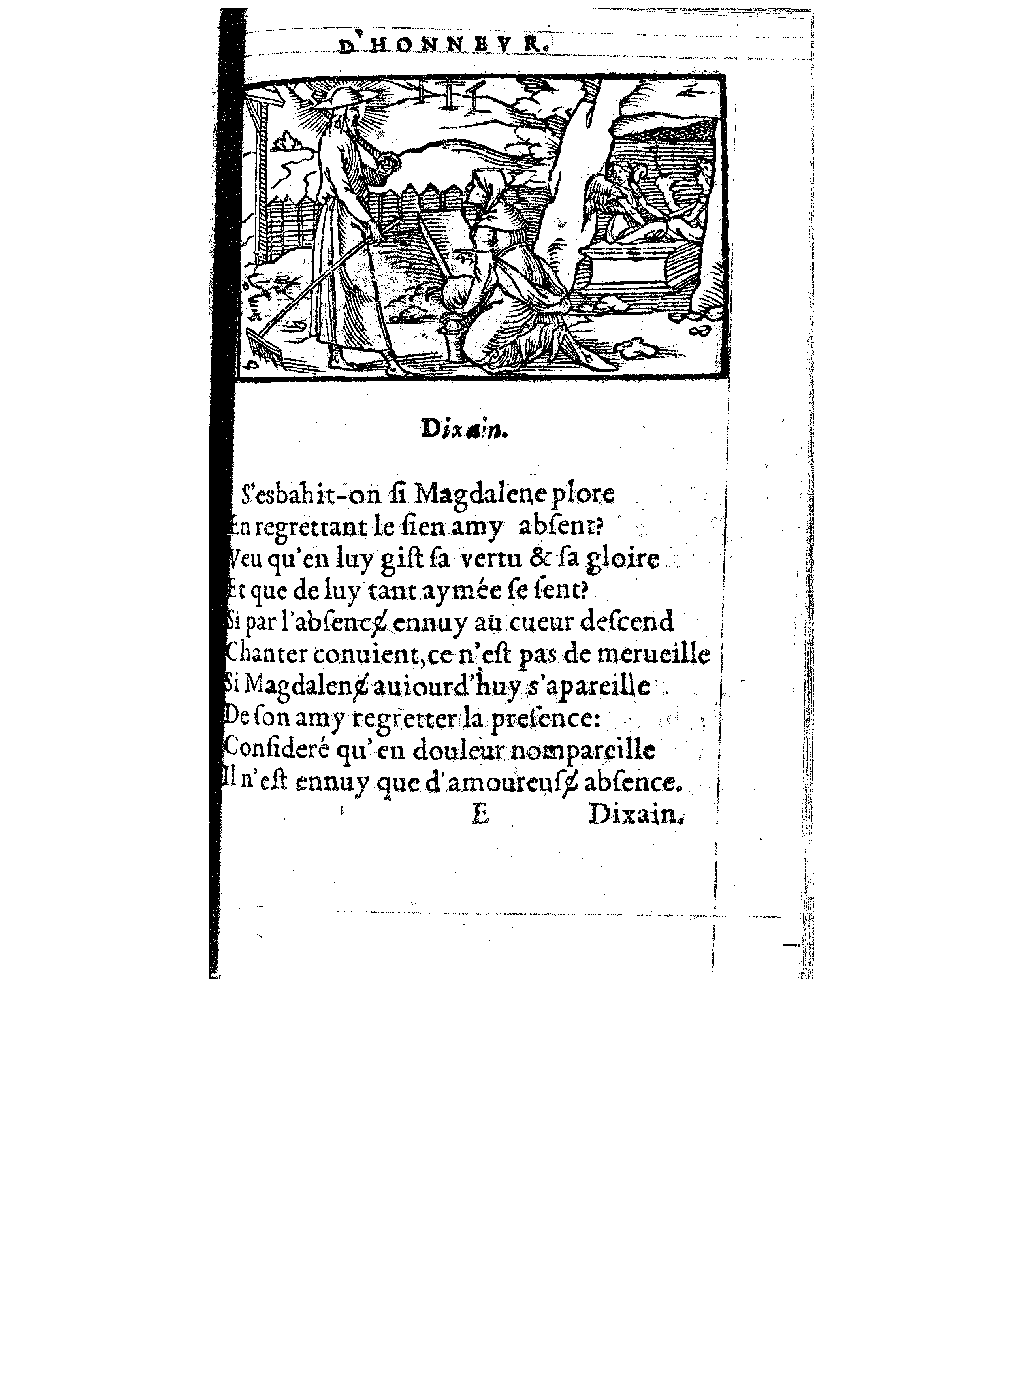 D'HONNEVR.
Dixain.
S'esbahit-on ſi Magdalene plore
En regrettant le ſien amy abſent?
Veu qu'en luy giſt ſa vertu & ſa gloire
Et que de luy tant aymée ſe ſent?
Si par l'abſencɇ ennuy au cueur deſcend
Chanter conuient, ce n'eſt pas de merueille
Si Magdalenɇ auiourd'huy s'apareille
De ſon amy regretter la preſence:
Conſideré qu'en douleur nompareille
Il n'eſt ennuy que d'amoureuſɇ abſence.
E Dixain.